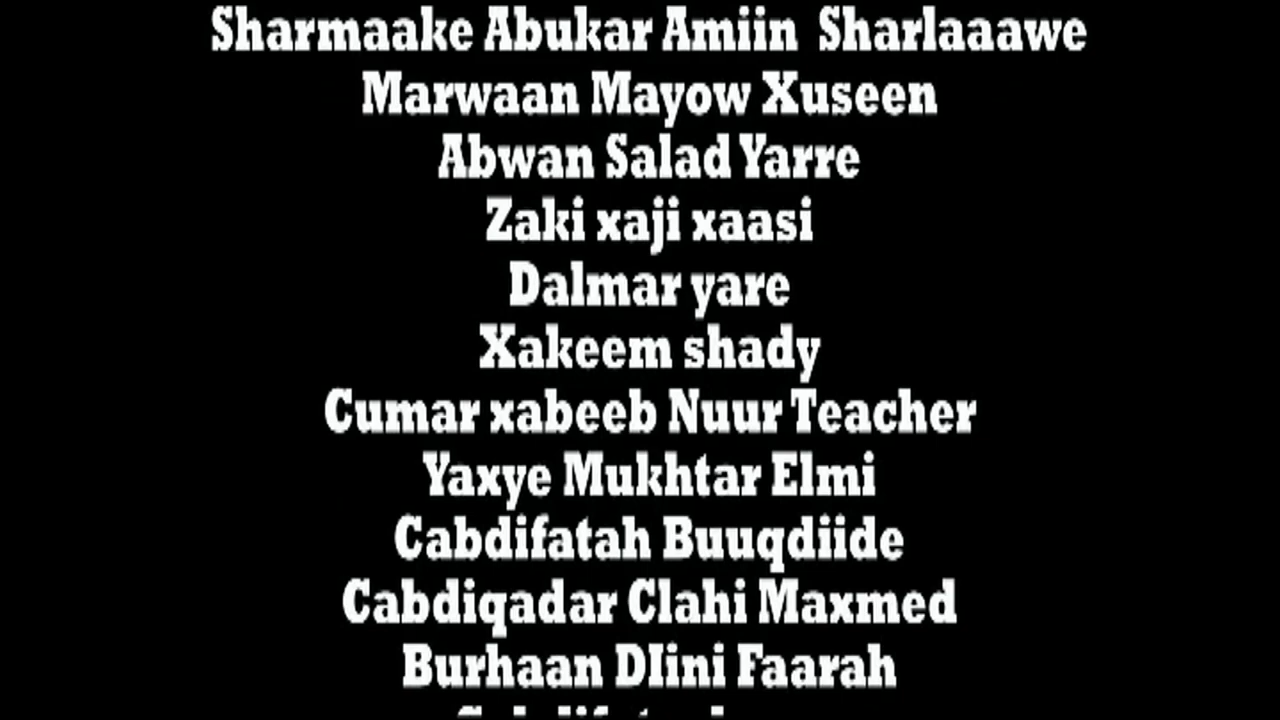 Sharmaake Abukar Amiin Sharlaaawe
Marwaan Mayow Xuseen
Abwan Salad Yarre
Zaki xaji xaasi
Dalmar yare
Xakeem shady
Cumar xabeeb Nuur Teacher
Yaxye Mukhtar Elmi
Cabdifatah Buuqdiide
Cabdiqadar Clahi Maxmed
Burhaan DIini Faarah